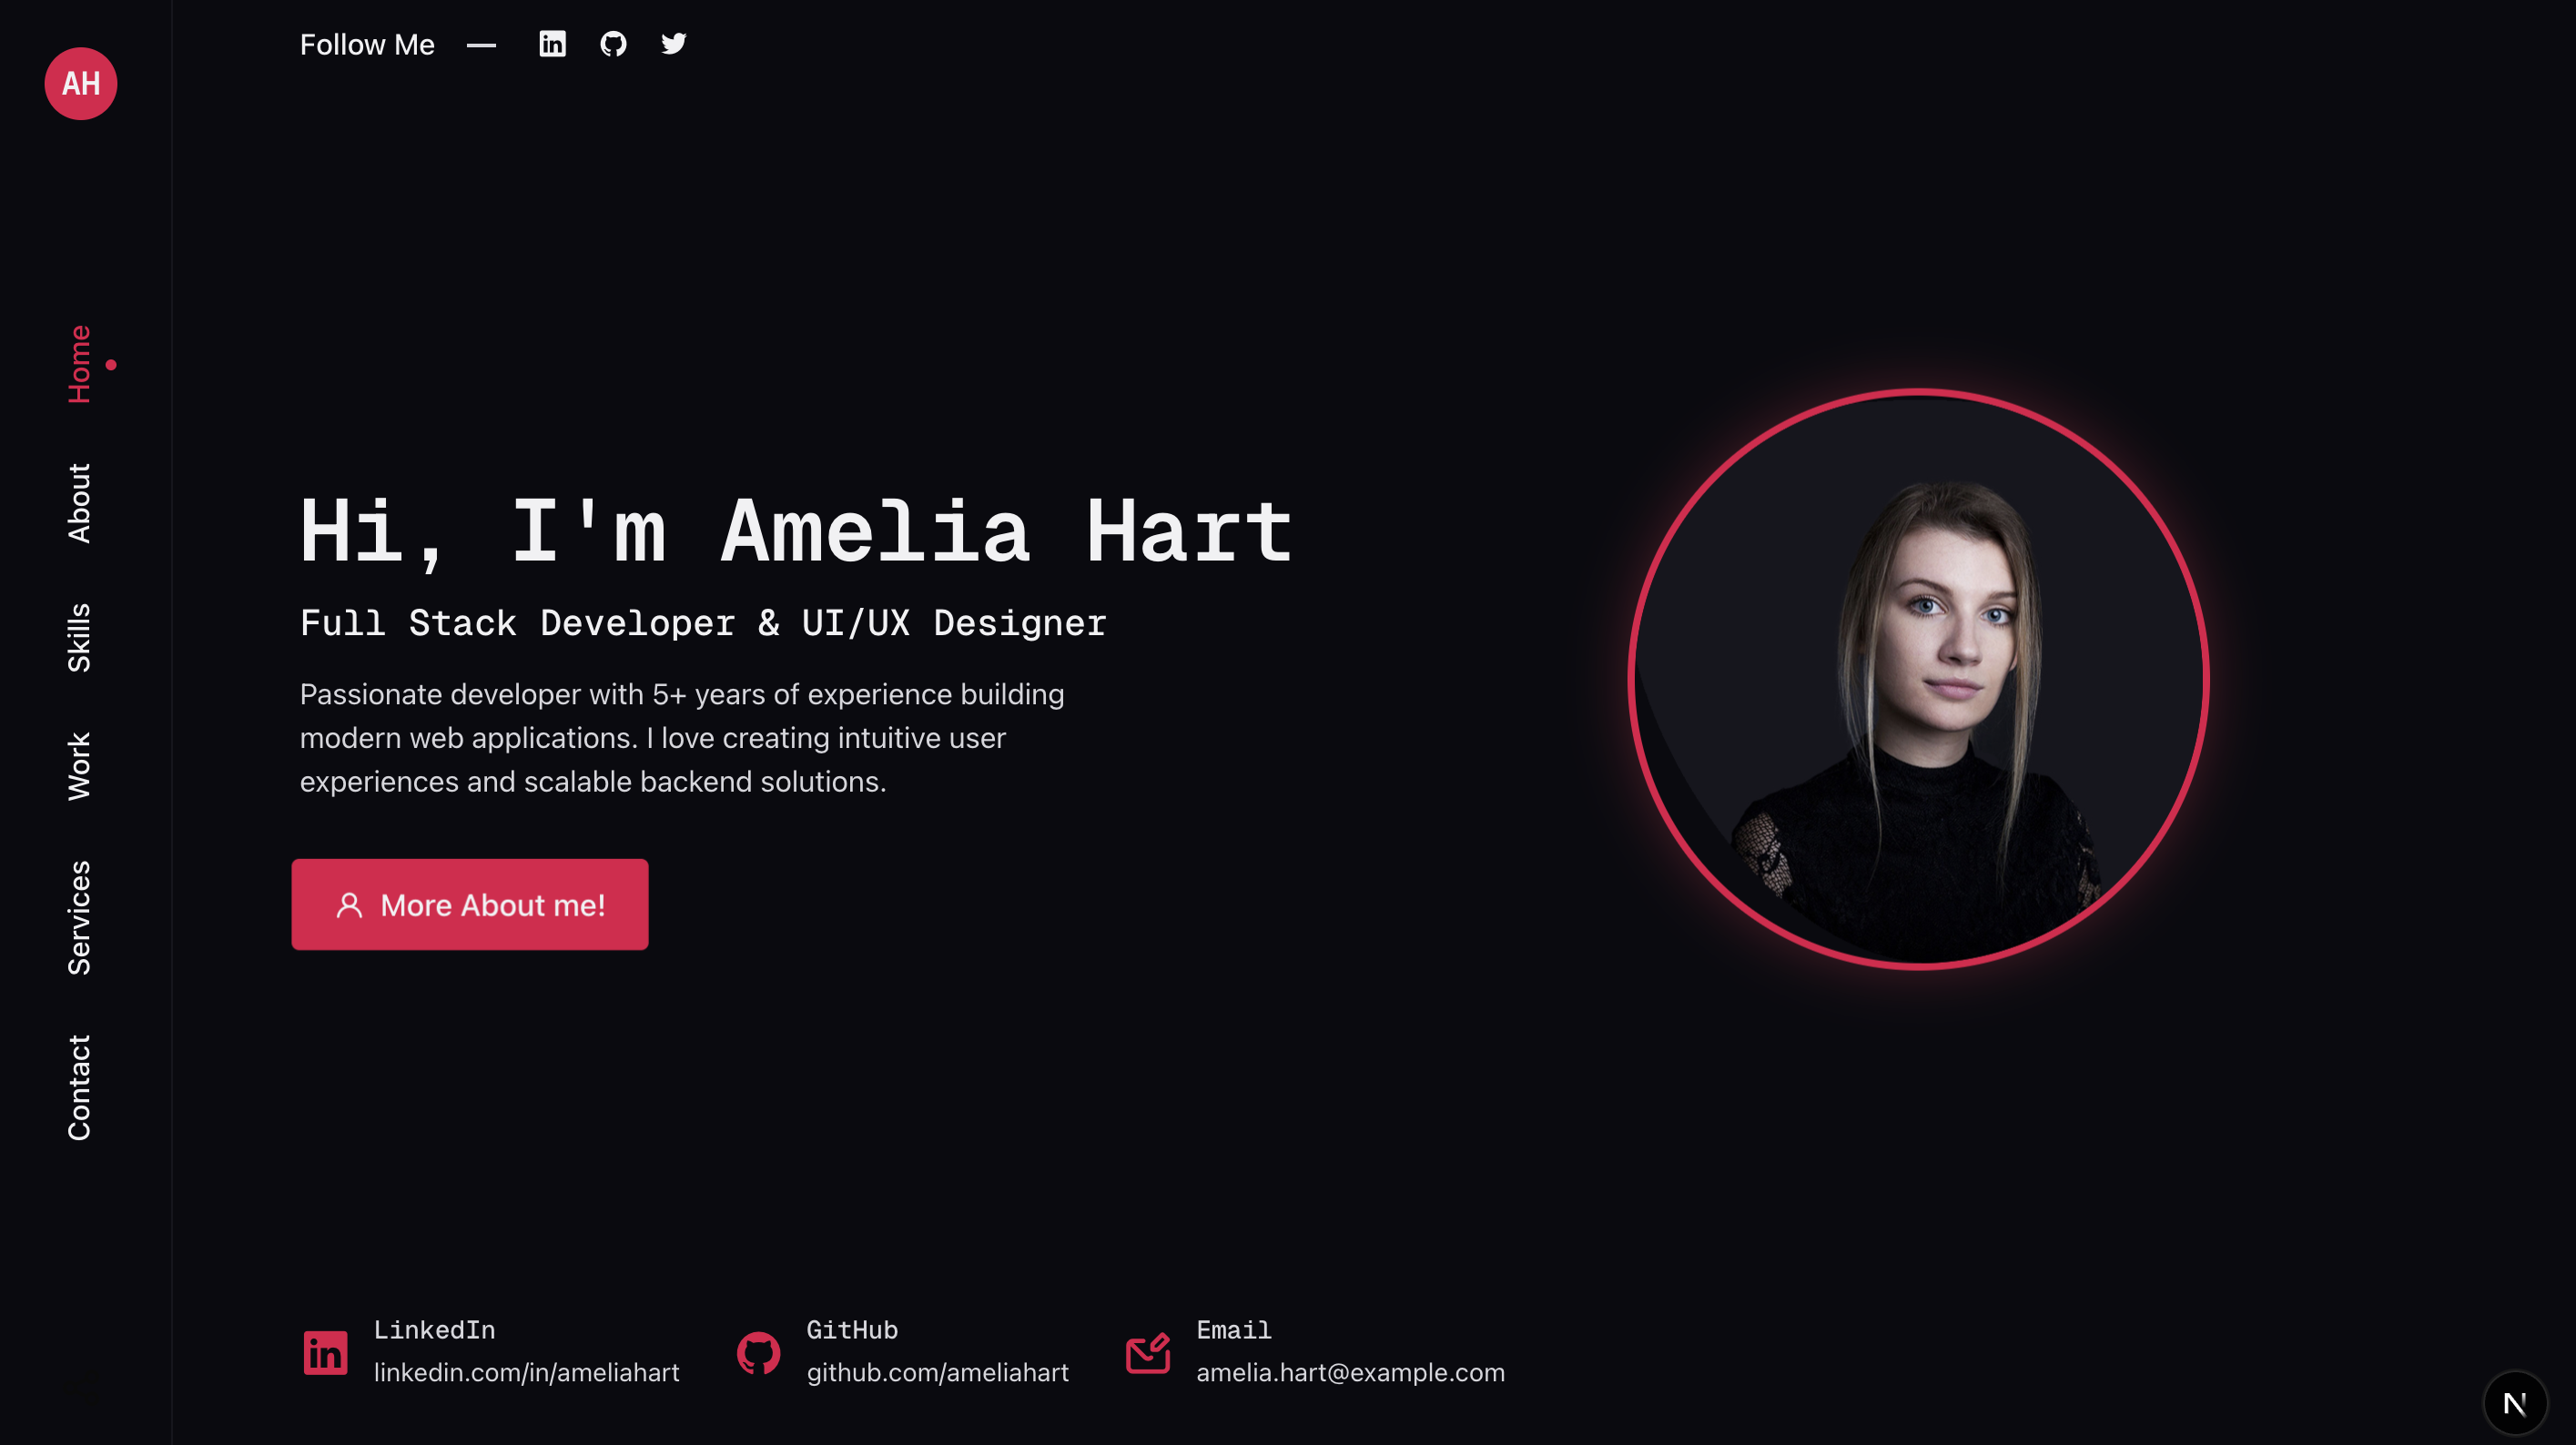 AH
Follow Me
Home
About
Skills
Work
Services
Contact
Hi, I'm Amelia Hart
Full Stack Developer & UI/UX Designer
Passionate developer with 5+ years of experience building
modern web applications. I love creating intuitive user
experiences and scalable backend solutions.
More About me!
LinkedIn
linkedin.com/in/ameliahart
GitHub
github.com/ameliahart
Email
amelia.hart@example.com
N